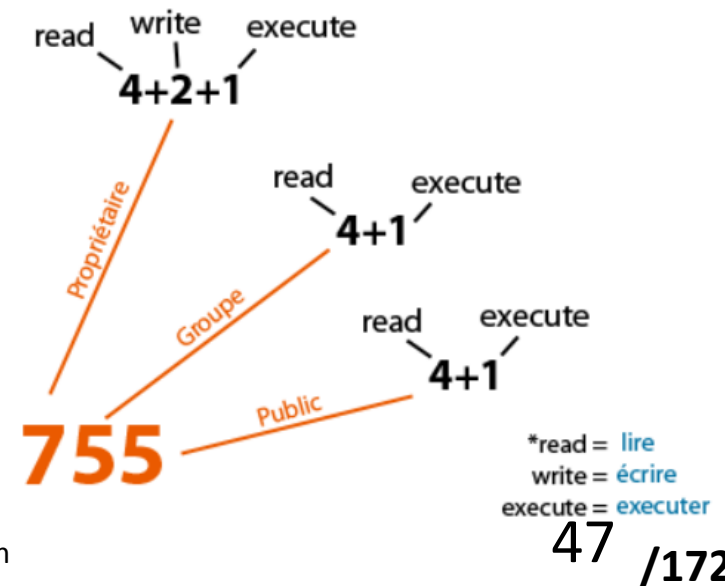 read write execute
4+2+1
Propriétaire
read execute
4+1
Groupe
read execute
4+1
Public
755
*read = lire
write = écrire
execute = executer
47 /172